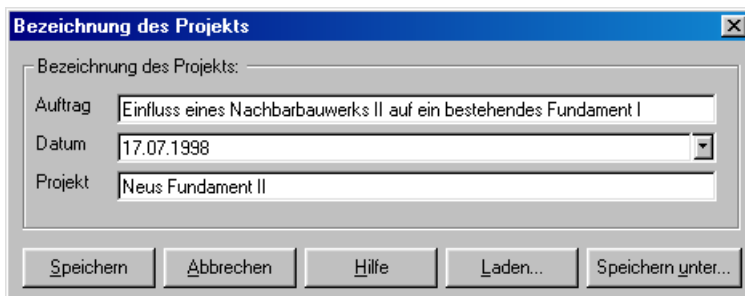 Bezeichnung des Projekts
Bezeichnung des Projekts:
Auftrag Einfluss eines Nachbarbauwerks II auf ein bestehendes Fundament I
Datum 17.07.1998
Projekt Neus Fundament II
Speichern Abbrechen Hilfe Laden... Speichern unter...